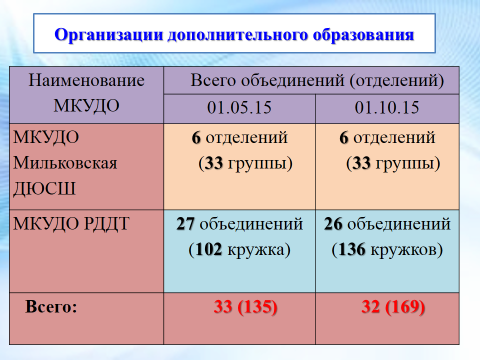 Организации дополнительного образования
Наименование МКУДО
Всего объединений (отделений)
01.05.15
01.10.15
МКУДО Мильковская ДЮСШ
6 отделений
(33 группы)
6 отделений
(33 группы)
МКУДО РДДТ
27 объединений
(102 кружка)
26 объединений
(136 кружков)
Всего:
33 (135)
32 (169)